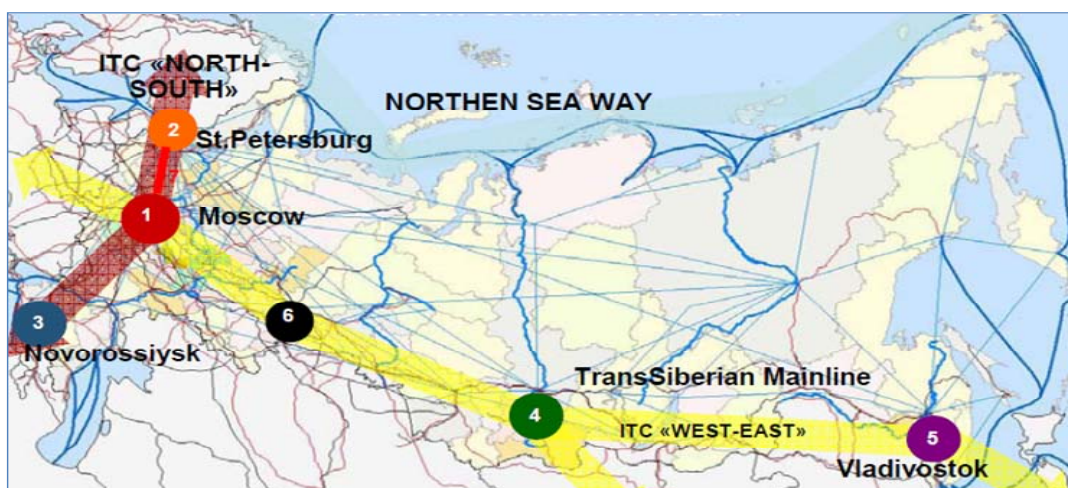 ITC «NORTH-
SOUTH»
NORTHEN SEA WAY
2
St.Petersburg
1
Moscow
3
Novorossiysk
6
TransSiberian Mainline
4
ITC «WEST-EAST»
5
Vladivostok